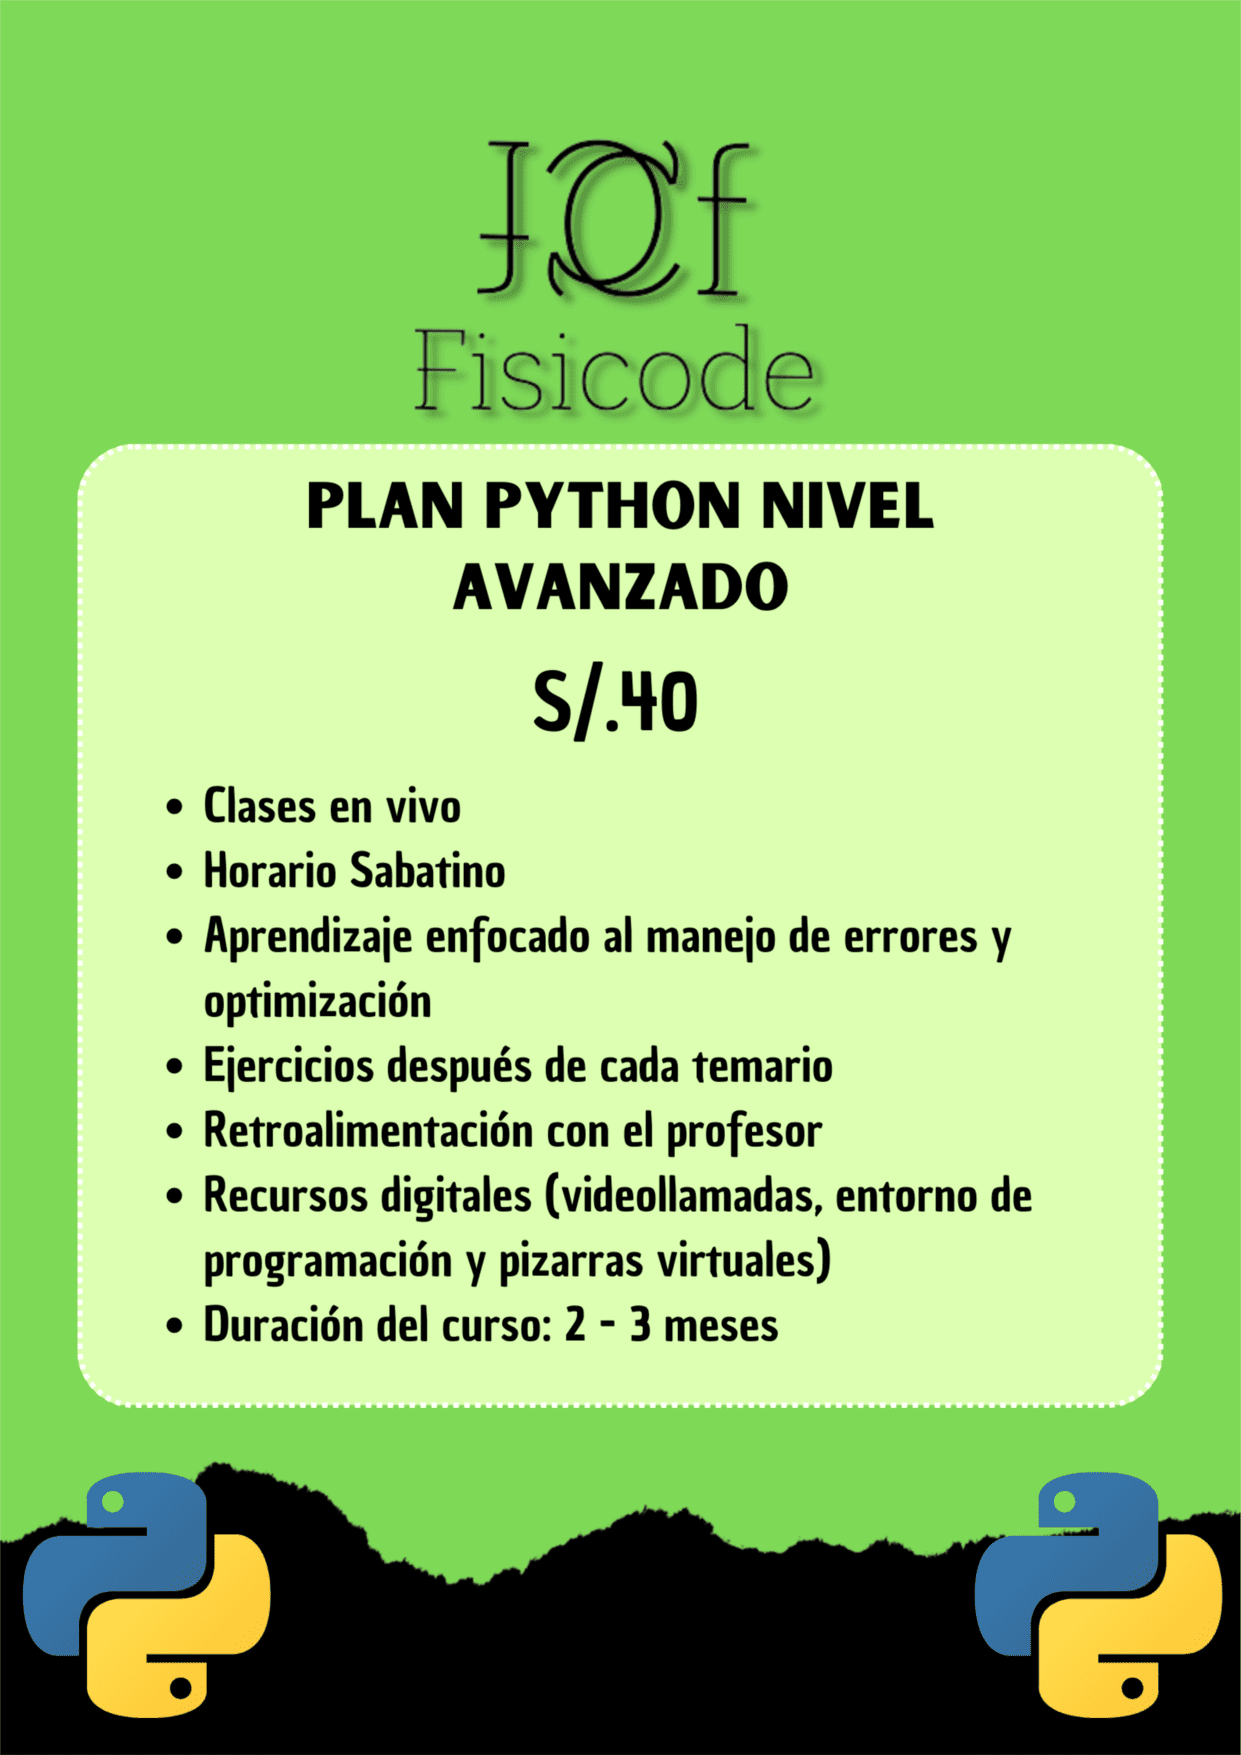 JCf
Fisicode
PLAN PYTHON NIVEL
AVANZADO
S/.40
• Clases en vivo
• Horario Sabatino
• Aprendizaje enfocado al manejo de errores y
optimización
• Ejercicios después de cada temario
• Retroalimentación con el profesor
• Recursos digitales (videollamadas, entorno de
programación y pizarras virtuales)
• Duración del curso: 2 - 3 meses